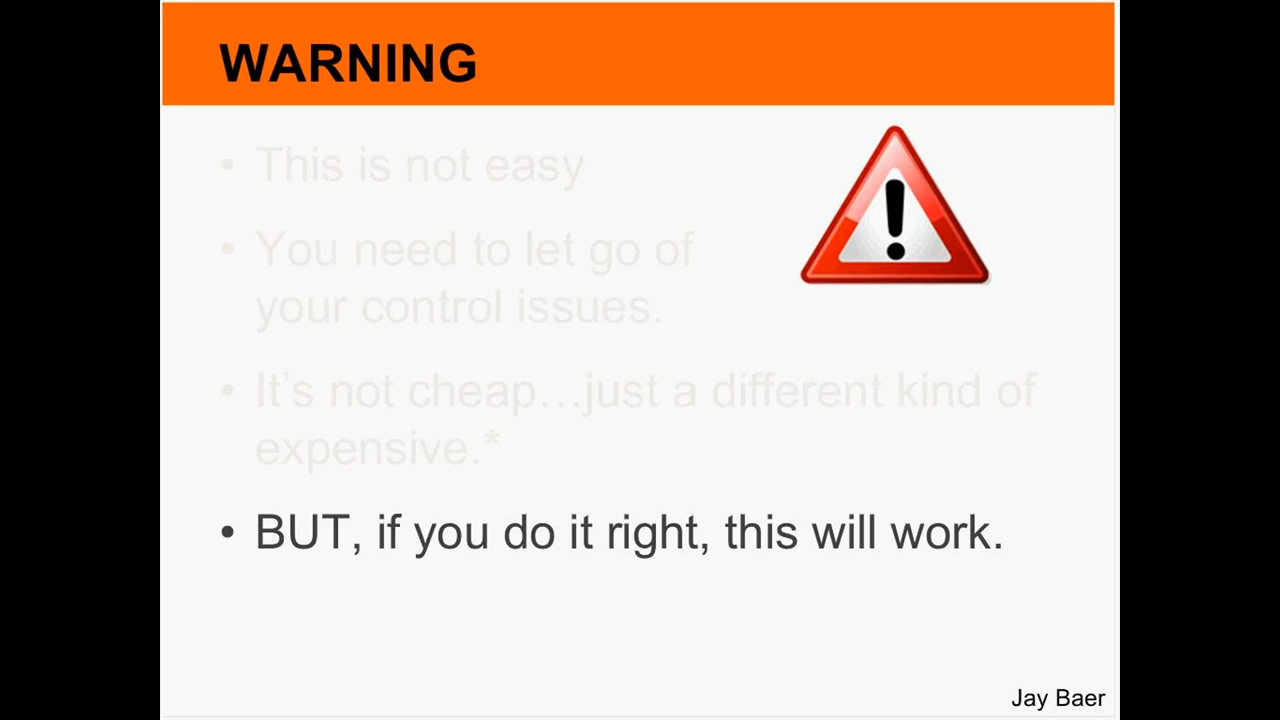 WARNING
• This is not easy
• You need to let go of
your control issues.
• It’s not cheap…just a different kind of
expensive.*
• BUT, if you do it right, this will work.
Jay Baer